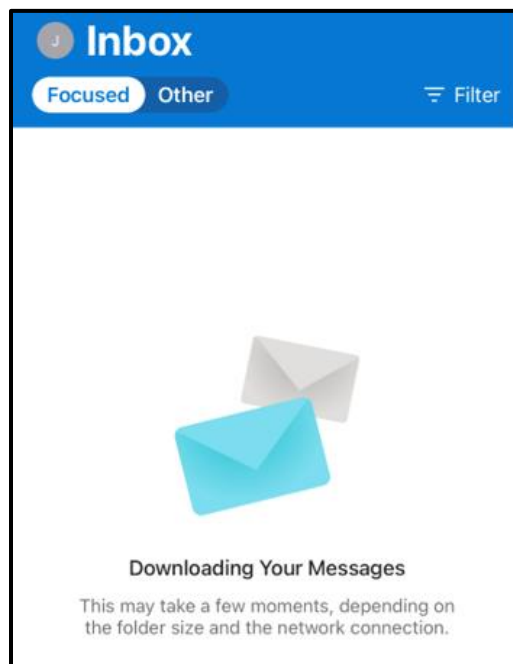 J Inbox
Focused Other Filter
Downloading Your Messages
This may take a few moments, depending on
the folder size and the network connection.